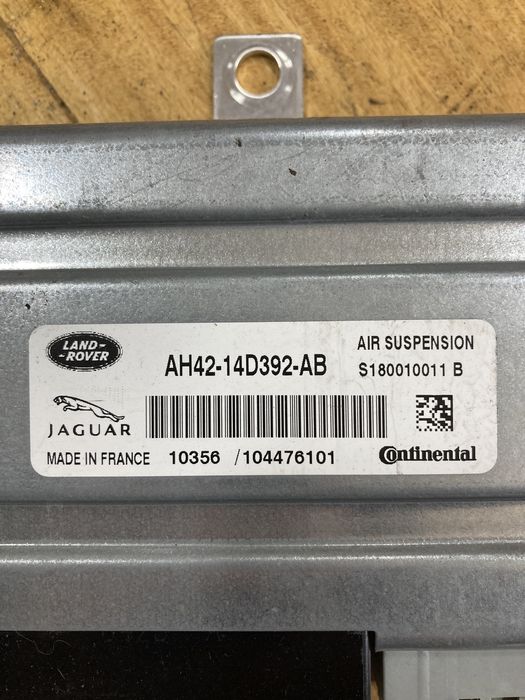 LAND-
-ROVER
AH42-14D392-AB
AIR SUSPENSION
S180010011 B
JAGUAR
MADE IN FRANCE
10356 /104476101
Continental